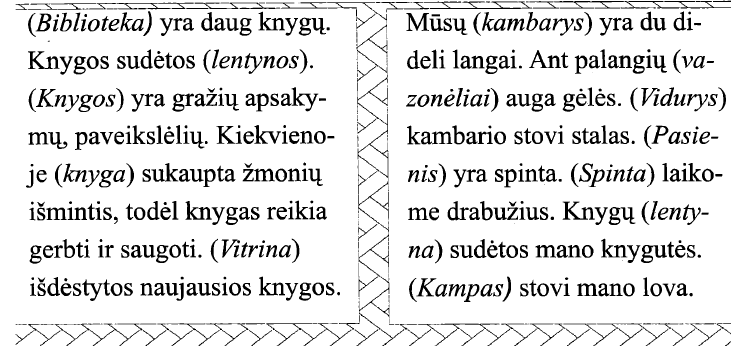 (Biblioteka) yra daug knygų.
Knygos sudėtos (lentynos).
(Knygos) yra gražių apsaky-
mų, paveikslėlių. Kiekvieno-
je (knyga) sukaupta žmonių
išmintis, todėl knygas reikia
gerbti ir saugoti. (Vitrina)
išdėstytos naujausios knygos.
Mūsų (kambarys) yra du di-
deli langai. Ant palangių (va-
zonėliai) auga gėlės. (Vidurys)
kambario stovi stalas. (Pasie-
nis) yra spinta. (Spinta) laiko-
me drabužius. Knygų (lenty-
na) sudėtos mano knygutės.
(Kampas) stovi mano lova.